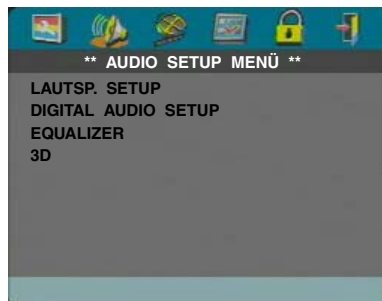 ** AUDIO SETUP MENÜ **
LAUTSP. SETUP
DIGITAL AUDIO SETUP
EQUALIZER
3D